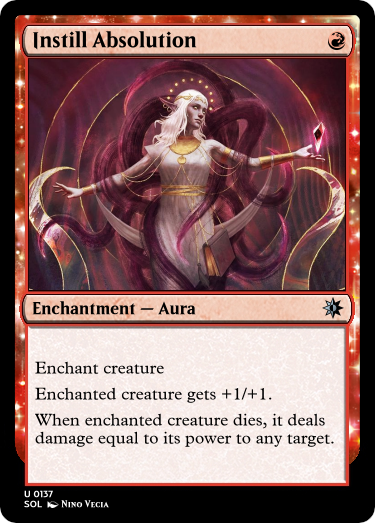 Instill Absolution
Enchantment — Aura
Enchant creature
Enchanted creature gets +1/+1.
When enchanted creature dies, it deals
damage equal to its power to any target.
U 0137
SOL Nino Vecia